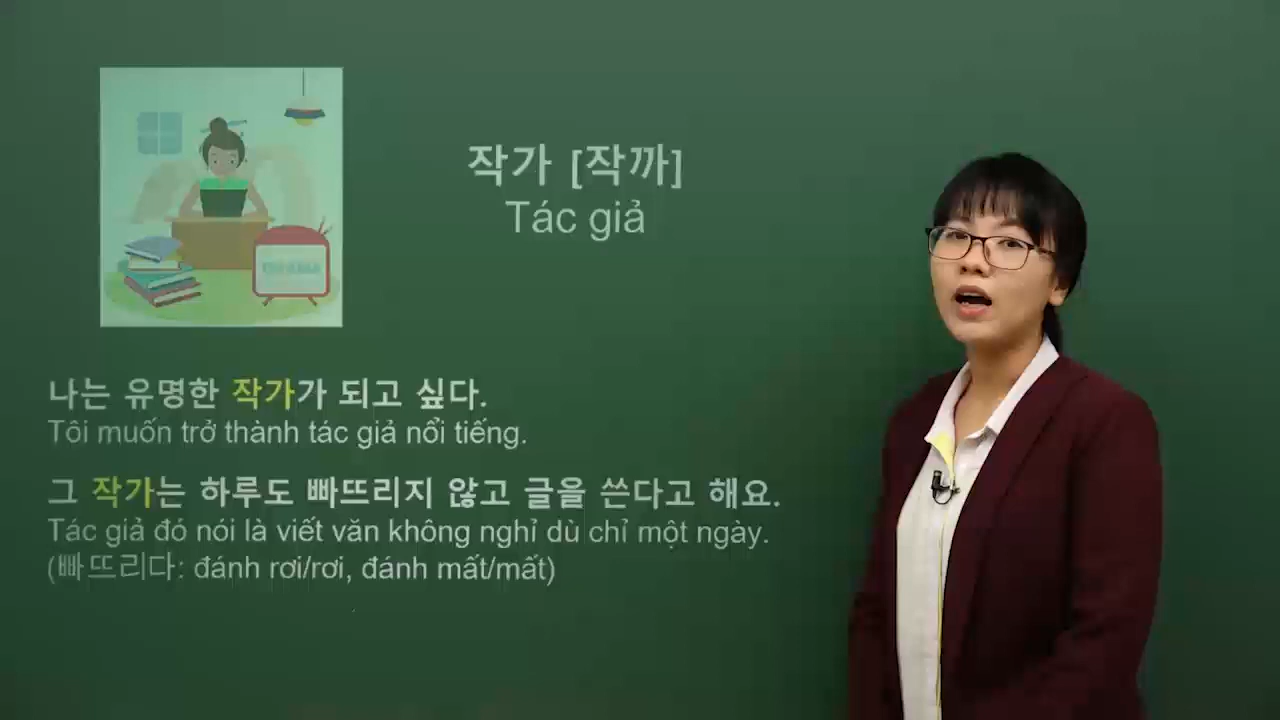 작가 [작까]
Tác giả
나는 유명한 작가가 되고 싶다.
Tôi muốn trở thành tác giả nổi tiếng.
그 작가는 하루도 빠뜨리지 않고 글을 쓴다고 해요.
Tác giả đó nói là viết văn không nghỉ dù chỉ một ngày.
(빠뜨리다: đánh rơi/rơi, đánh mất/mất)